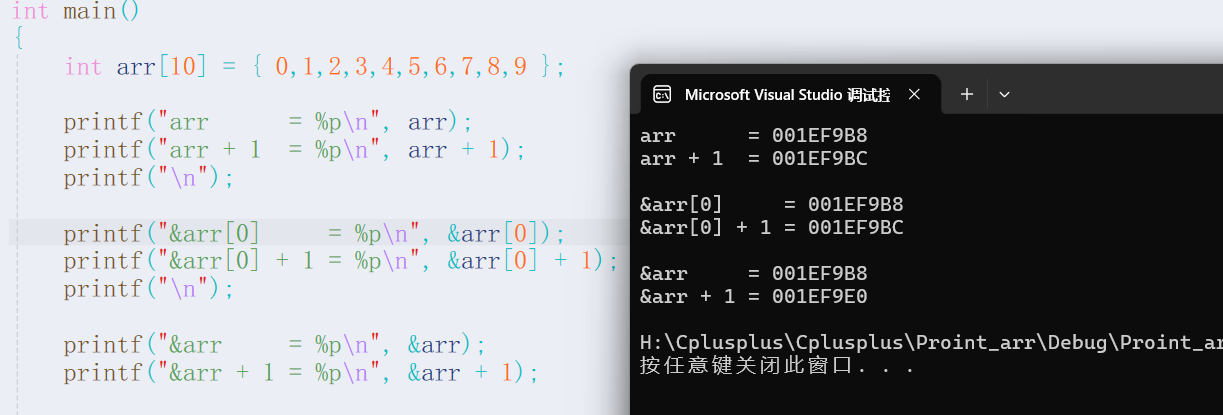 int main()
{
int arr[10] = { 0,1,2,3,4,5,6,7,8,9 };
printf("arr      = %p\n", arr);
printf("arr + 1  = %p\n", arr + 1);
printf("\n");
printf("&arr[0]     = %p\n", &arr[0]);
printf("&arr[0] + 1 = %p\n", &arr[0] + 1);
printf("\n");
printf("&arr     = %p\n", &arr);
printf("&arr + 1 = %p\n", &arr + 1);
Microsoft Visual Studio 调试控
arr      = 001EF9B8
arr + 1  = 001EF9BC
&arr[0]     = 001EF9B8
&arr[0] + 1 = 001EF9BC
&arr     = 001EF9B8
&arr + 1 = 001EF9E0
H:\Cplusplus\Cplusplus\Proint_arr\Debug\Proint_ar
按任意键关闭此窗口. . .